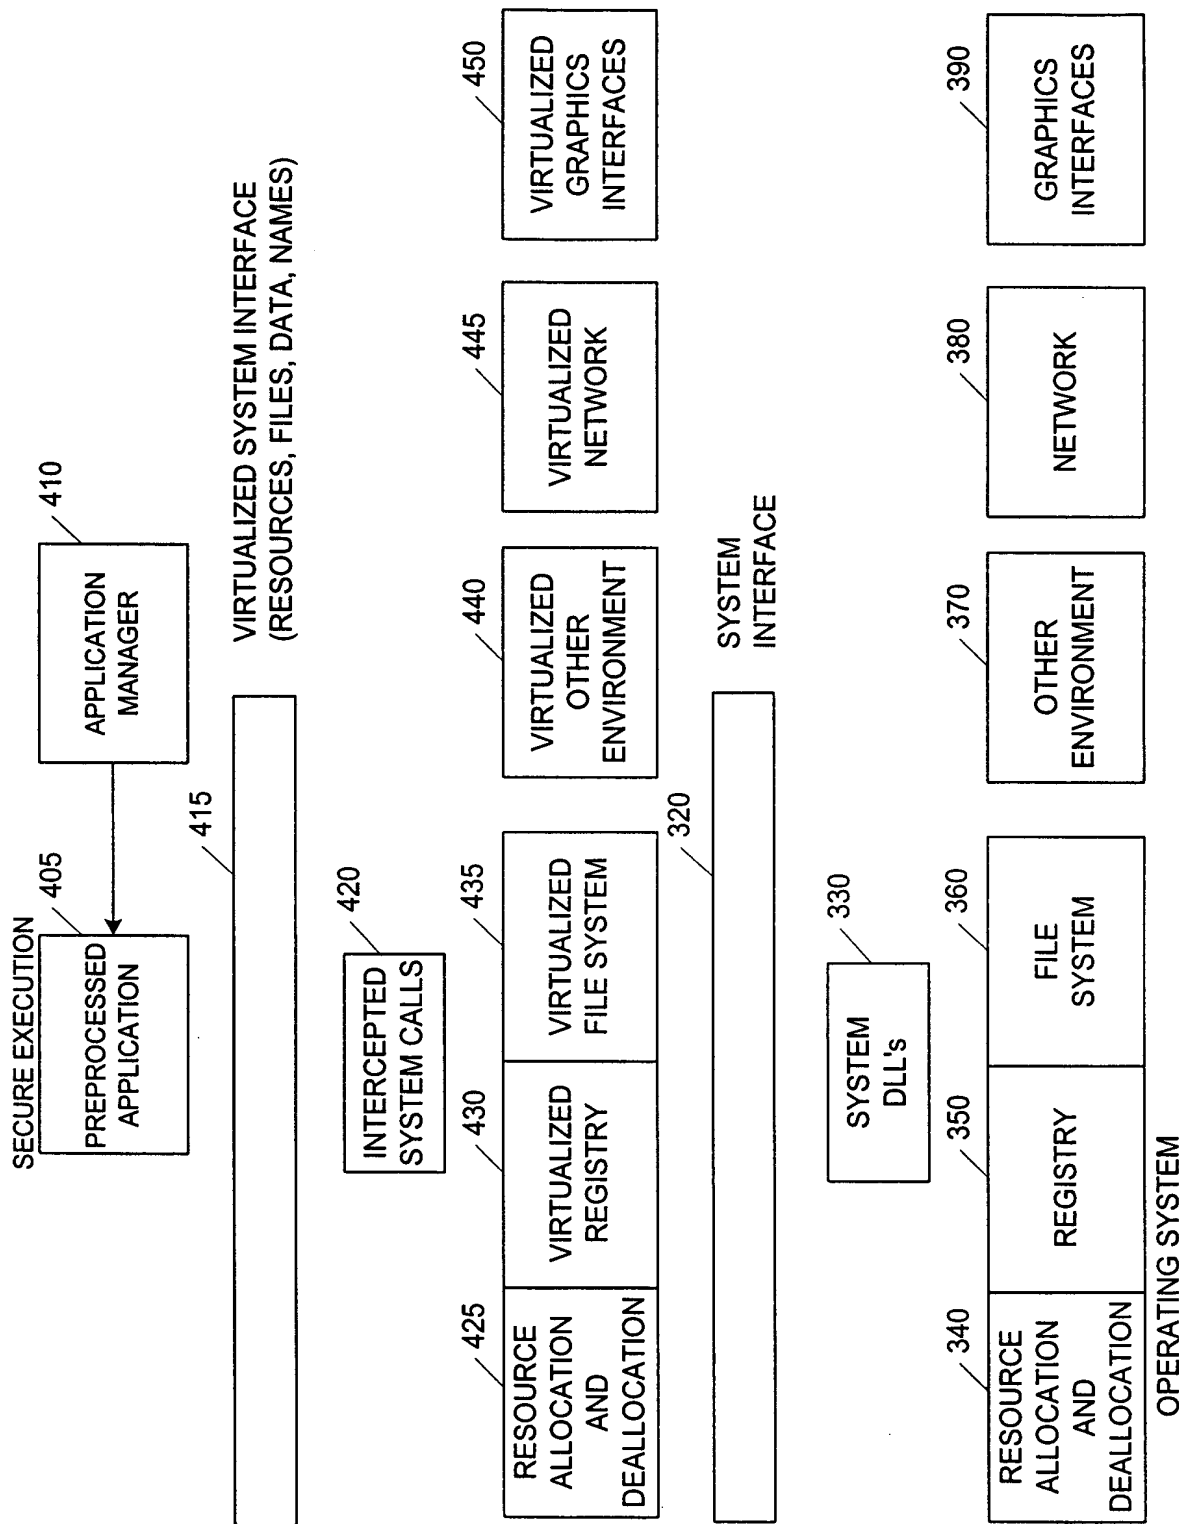 SECURE EXECUTION
405
PREPROCESSED
APPLICATION
410
APPLICATION
MANAGER
415
VIRTUALIZED SYSTEM INTERFACE
(RESOURCES, FILES, DATA, NAMES)
420
INTERCEPTED
SYSTEM CALLS
425
RESOURCE
ALLOCATION
AND
DEALLOCATION
430
VIRTUALIZED
REGISTRY
435
VIRTUALIZED
FILE SYSTEM
440
VIRTUALIZED
OTHER
ENVIRONMENT
445
VIRTUALIZED
NETWORK
450
VIRTUALIZED
GRAPHICS
INTERFACES
320
SYSTEM
INTERFACE
330
SYSTEM
DLL's
340
RESOURCE
ALLOCATION
AND
DEALLOCATION
350
REGISTRY
360
FILE
SYSTEM
370
OTHER
ENVIRONMENT
380
NETWORK
390
GRAPHICS
INTERFACES
OPERATING SYSTEM